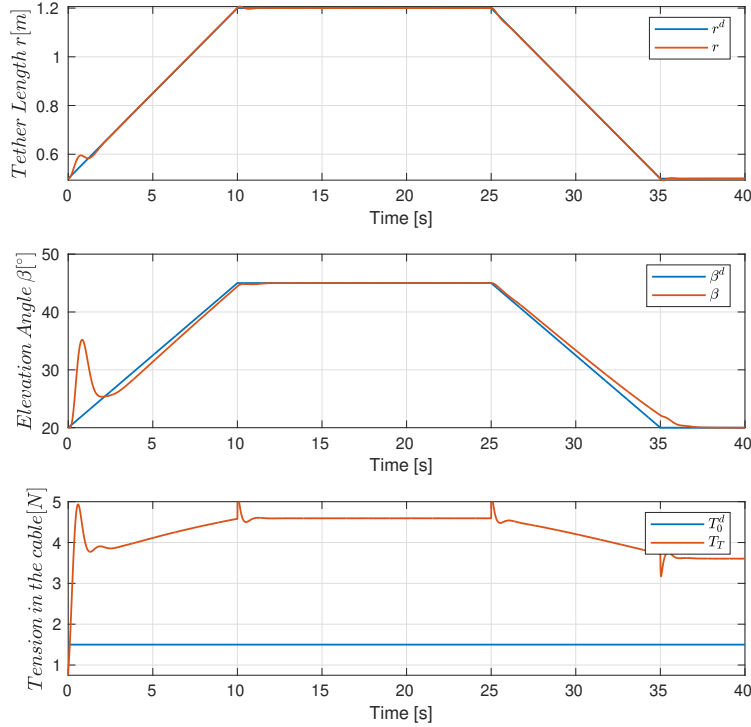 Tether Length r[m]
1.2
1
0.8
0.6
r^d
r
0 5 10 15 20 25 30 35 40
Time [s]
Elevation Angle β[°]
50
40
30
20
β^d
β
0 5 10 15 20 25 30 35 40
Time [s]
Tension in the cable[N]
5
4
3
2
1
T_0^d
T_T
0 5 10 15 20 25 30 35 40
Time [s]